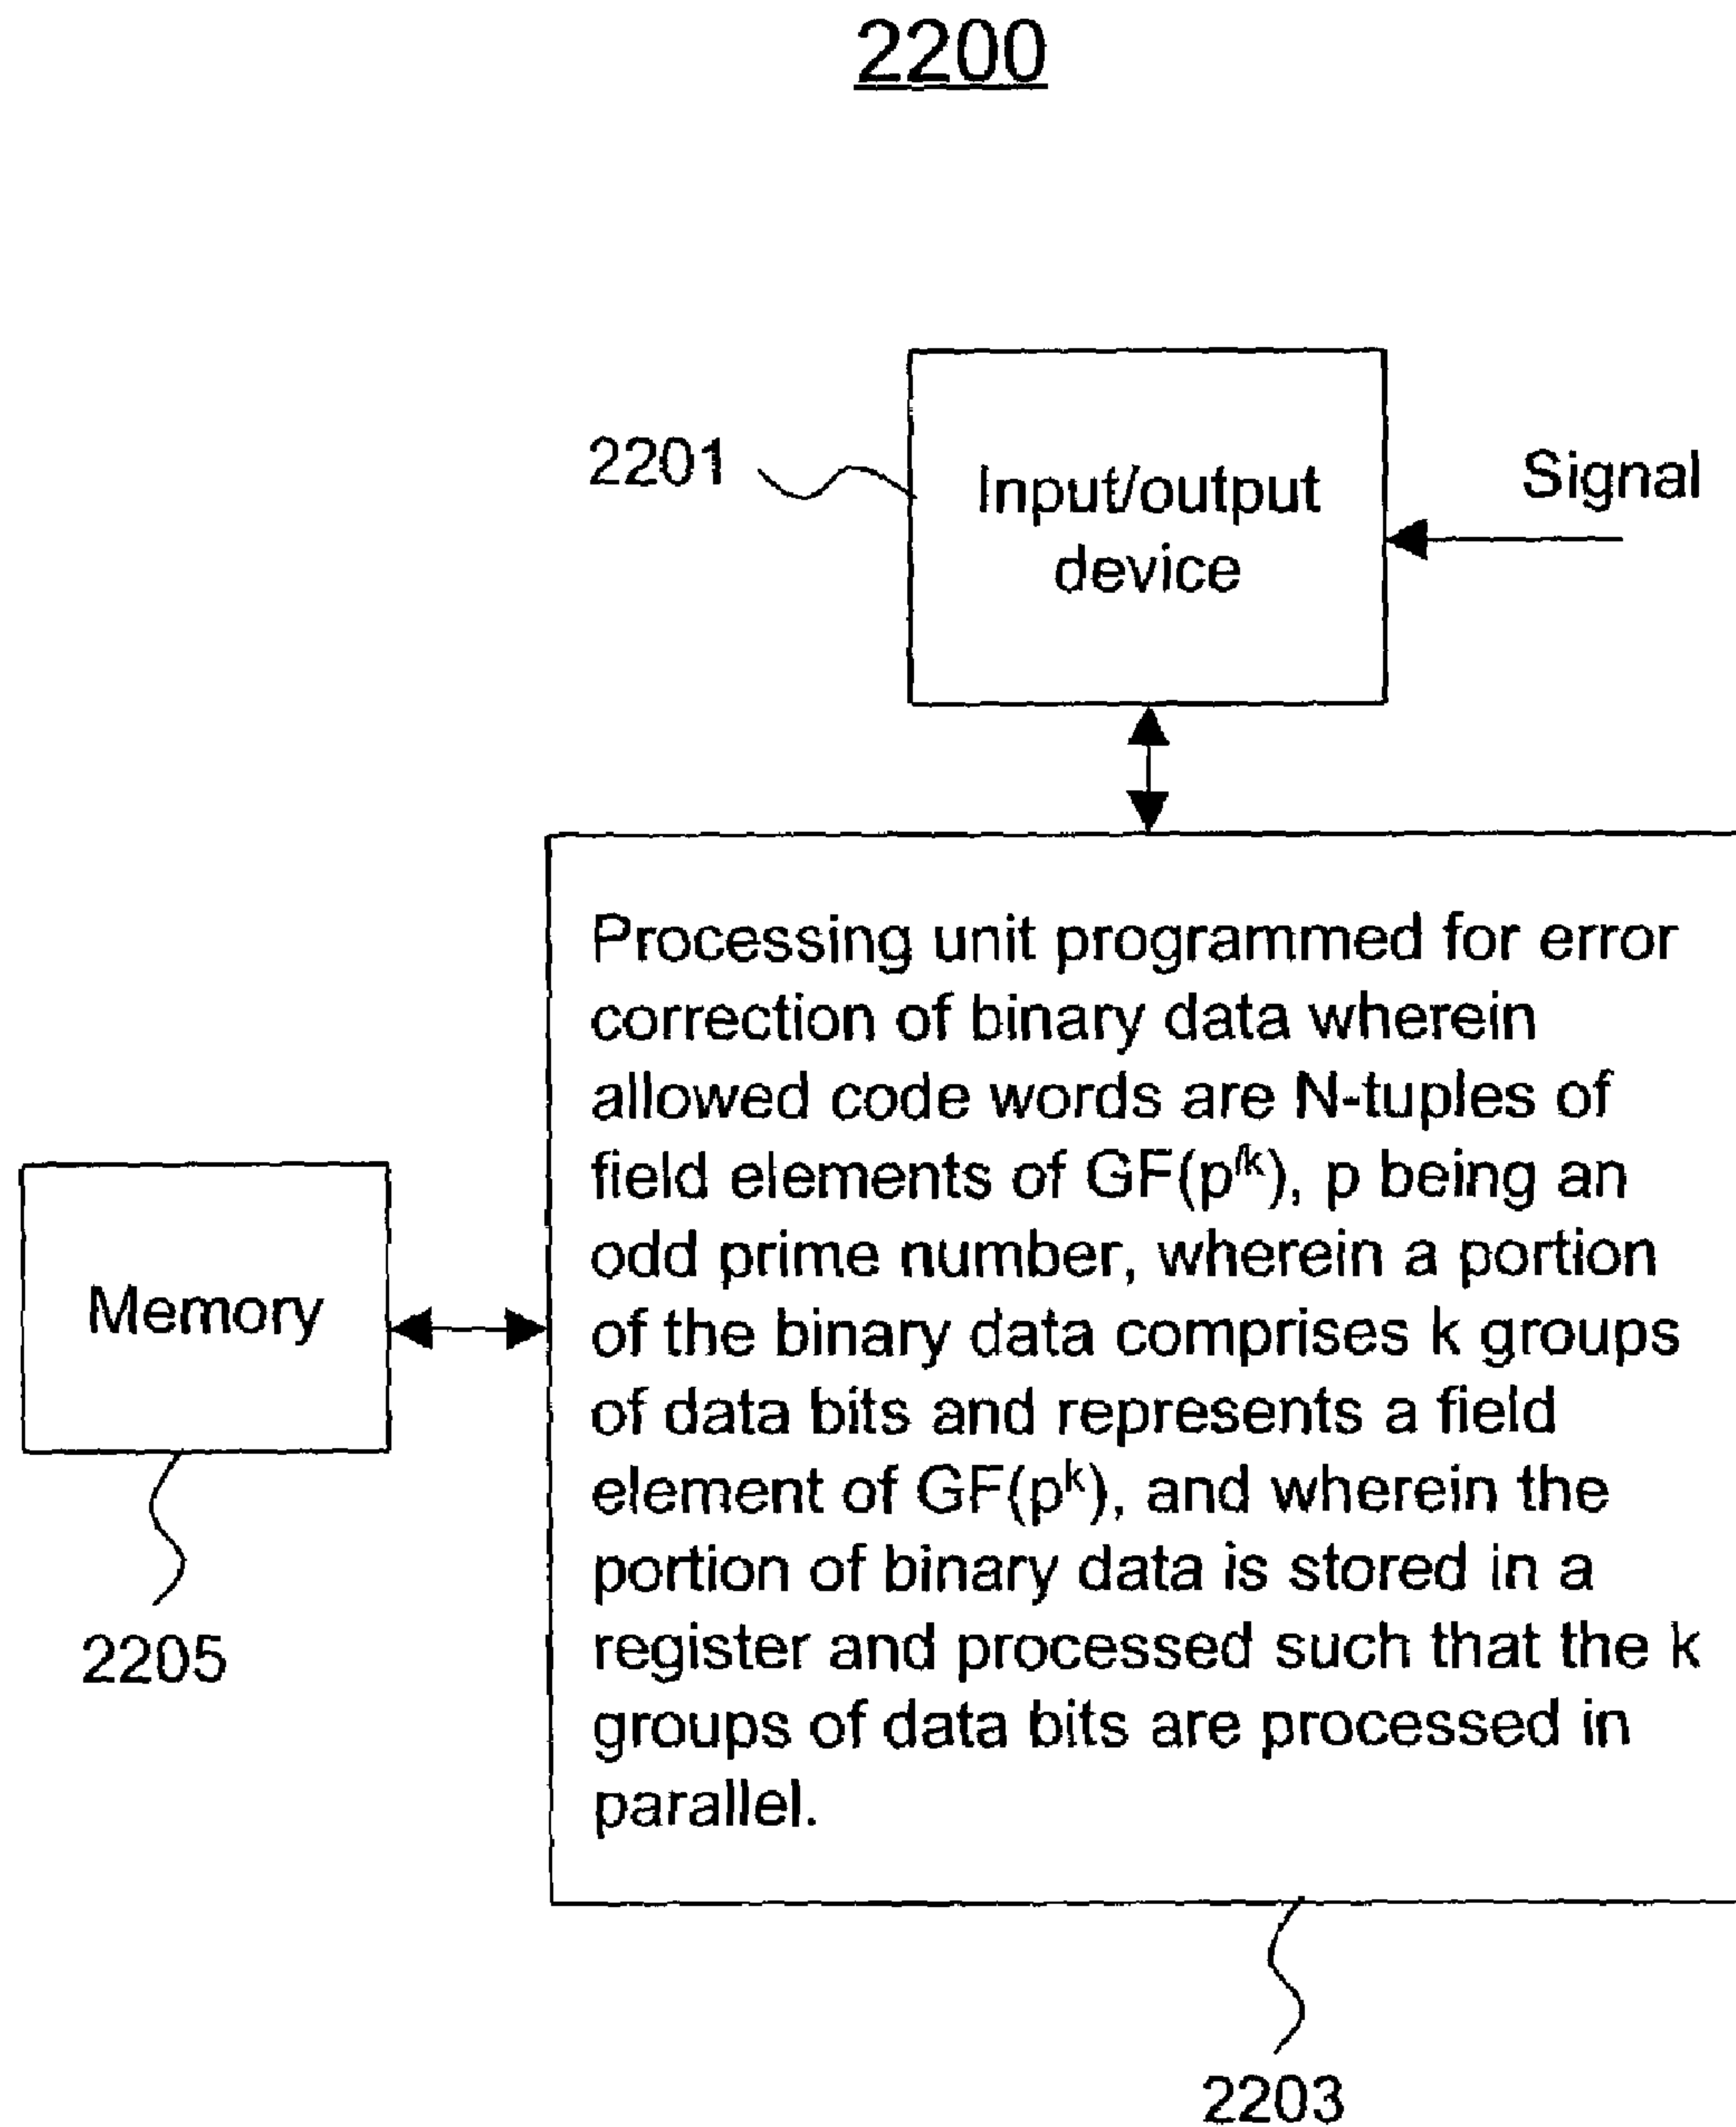 2200
2201
Input/output
device
Signal
Processing unit programmed for error
correction of binary data wherein
allowed code words are N-tuples of
field elements of GF(pᵏ), p being an
odd prime number, wherein a portion
of the binary data comprises k groups
of data bits and represents a field
element of GF(pᵏ), and wherein the
portion of binary data is stored in a
register and processed such that the k
groups of data bits are processed in
parallel.
Memory
2205
2203